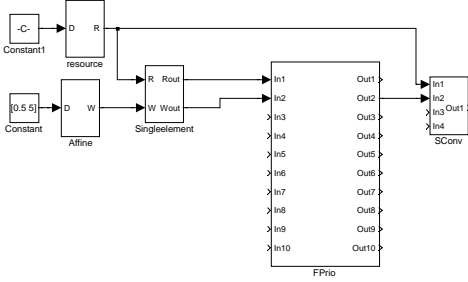 -C-
Constant1
D R
resource
[0.5 5]
Constant
D W
Affine
R Rout
W Wout
Singleelement
In1 Out1
In2 Out2
In3 Out3
In4 Out4
In5 Out5
In6 Out6
In7 Out7
In8 Out8
In9 Out9
In10 Out10
FPrio
In1
In2
Out1
In3
In4
SConv